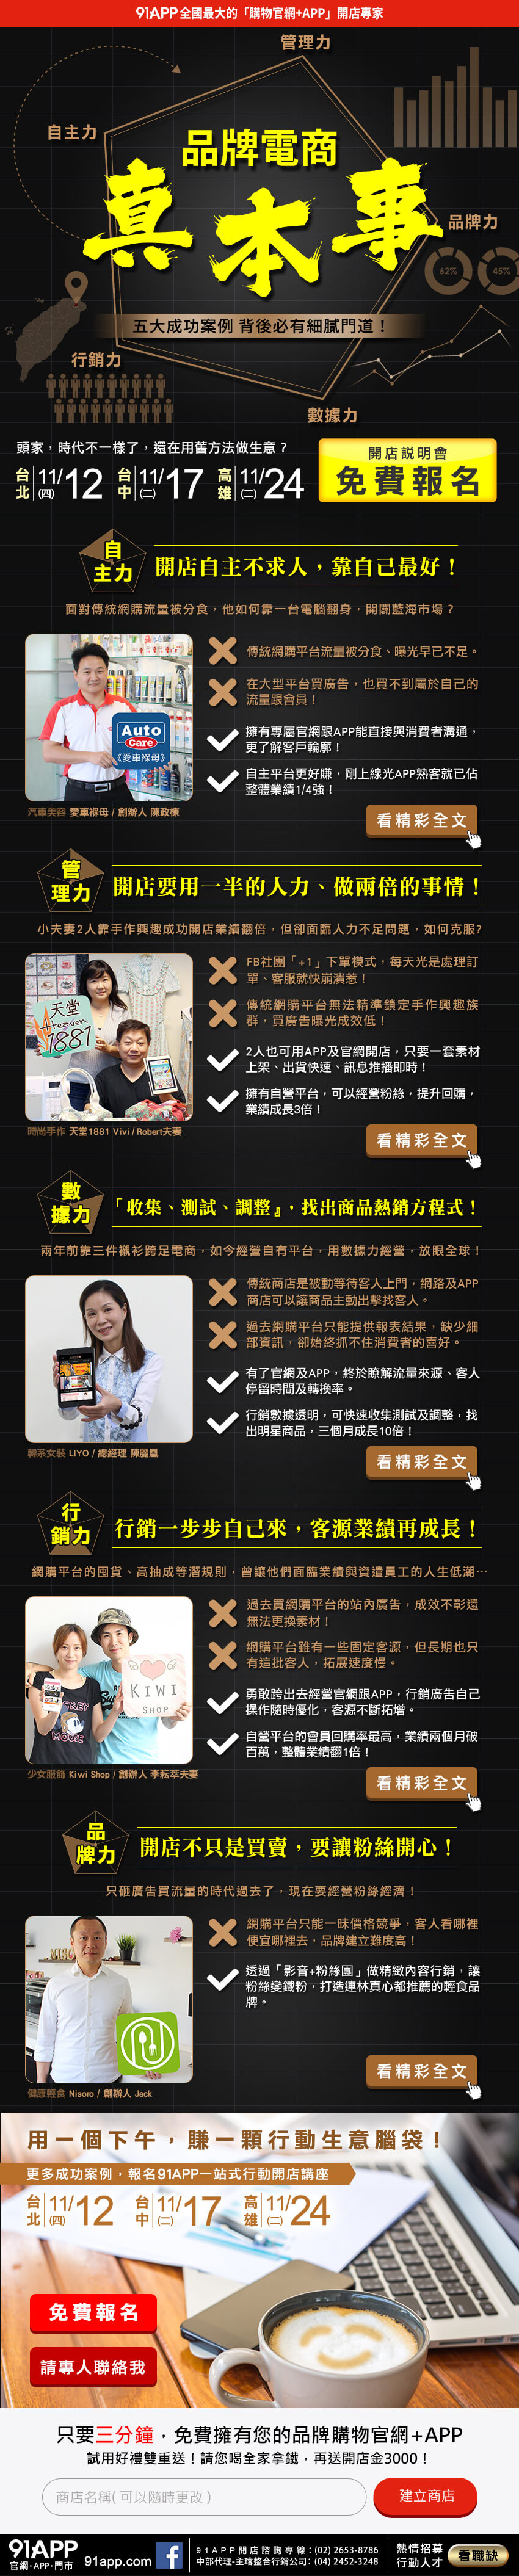 91APP 全國最大的「購物官網+APP」開店專家
管理力
自主力
品牌電商
真本事
品牌力
62%
45%
五大成功案例 背後必有細膩門道！
行銷力
數據力
頭家，時代不一樣了，還在用舊方法做生意？
台北 11/12 (四)
台中 11/17 (二)
高雄 11/24 (二)
開店說明會
免費報名
自主力
開店自主不求人，靠自己最好！
面對傳統網購流量被分食，他如何靠一台電腦翻身，開闢藍海市場？
傳統網購平台流量被分食、曝光早已不足。
在大型平台買廣告，也買不到屬於自己的
流量跟會員！
擁有專屬官網跟APP能直接與消費者溝通，
更了解客戶輪廓！
自主平台更好賺，剛上線光APP熟客就已佔
整體業績1/4強！
Auto
Care
《愛車褓母》
汽車美容 愛車褓母 / 創辦人 陳政棟
看精彩全文
管理力
開店要用一半的人力、做兩倍的事情！
小夫妻2人靠手作興趣成功開店業績翻倍，但卻面臨人力不足問題，如何克服?
FB社團「+1」下單模式，每天光是處理訂
單、客服就快崩潰惹！
傳統網購平台無法精準鎖定手作興趣族
群，買廣告曝光成效低！
2人也可用APP及官網開店，只要一套素材
上架、出貨快速、訊息推播即時！
擁有自營平台，可以經營粉絲，提升回購，
業績成長3倍！
天堂
Heaven
1881
時尚手作 天堂1881 Vivi / Robert夫妻
看精彩全文
數據力
「收集、測試、調整』，找出商品熱銷方程式！
兩年前靠三件襯衫跨足電商，如今經營自有平台，用數據力經營，放眼全球！
傳統商店是被動等待客人上門，網路及APP
商店可以讓商品主動出擊找客人。
過去網購平台只能提供報表結果，缺少細
部資訊，卻始終抓不住消費者的喜好。
有了官網及APP，終於瞭解流量來源、客人
停留時間及轉換率。
行銷數據透明，可快速收集測試及調整，找
出明星商品，三個月成長10倍！
韓系女裝 LIYO / 總經理 陳麗凰
看精彩全文
行銷力
行銷一步步自己來，客源業績再成長！
網購平台的囤貨、高抽成等潛規則，曾讓他們面臨業績與資遣員工的人生低潮…
過去買網購平台的站內廣告，成效不彰還
無法更換素材！
網購平台雖有一些固定客源，但長期也只
有這批客人，拓展速度慢。
勇敢跨出去經營官網跟APP，行銷廣告自己
操作隨時優化，客源不斷拓增。
自營平台的會員回購率最高，業績兩個月破
百萬，整體業績翻1倍！
KIWI
SHOP
少女服飾 Kiwi Shop / 創辦人 李耘萃夫妻
看精彩全文
品牌力
開店不只是買賣，要讓粉絲開心！
只砸廣告買流量的時代過去了，現在要經營粉絲經濟！
網購平台只能一昧價格競爭，客人看哪裡
便宜哪裡去，品牌建立難度高！
透過「影音+粉絲團」做精緻內容行銷，讓
粉絲變鐵粉，打造連林真心都推薦的輕食品
牌。
健康輕食 Nisoro / 創辦人 Jack
看精彩全文
用一個下午，賺一顆行動生意腦袋！
更多成功案例，報名91APP一站式行動開店講座
台北 11/12 (四)
台中 11/17 (二)
高雄 11/24 (二)
免費報名
請專人聯絡我
只要三分鐘，免費擁有您的品牌購物官網+APP
試用好禮雙重送！請您喝全家拿鐵，再送開店金3000！
商店名稱( 可以隨時更改 )
建立商店
91APP
官網·APP·門市
91app.com
91APP開店諮詢專線：(02) 2653-8786
中部代理-主璿整合行銷公司：(04) 2452-3248
熱情招募
行動人才
看職缺